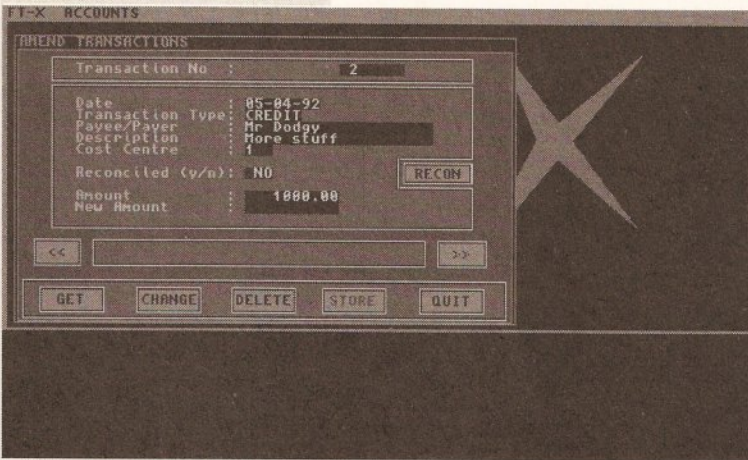 TT-X ACCOUNTS
AMEND TRANSACTIONS
Transaction No : 2
Date : 05-04-92
Transaction Type: CREDIT
Payee/Payer : Mr Dodgy
Description : More stuff
Cost Centre : 1
Reconciled (y/n): NO
RECON
Amount : 1000.00
New Amount :
<< >>
GET CHANGE DELETE STORE QUIT